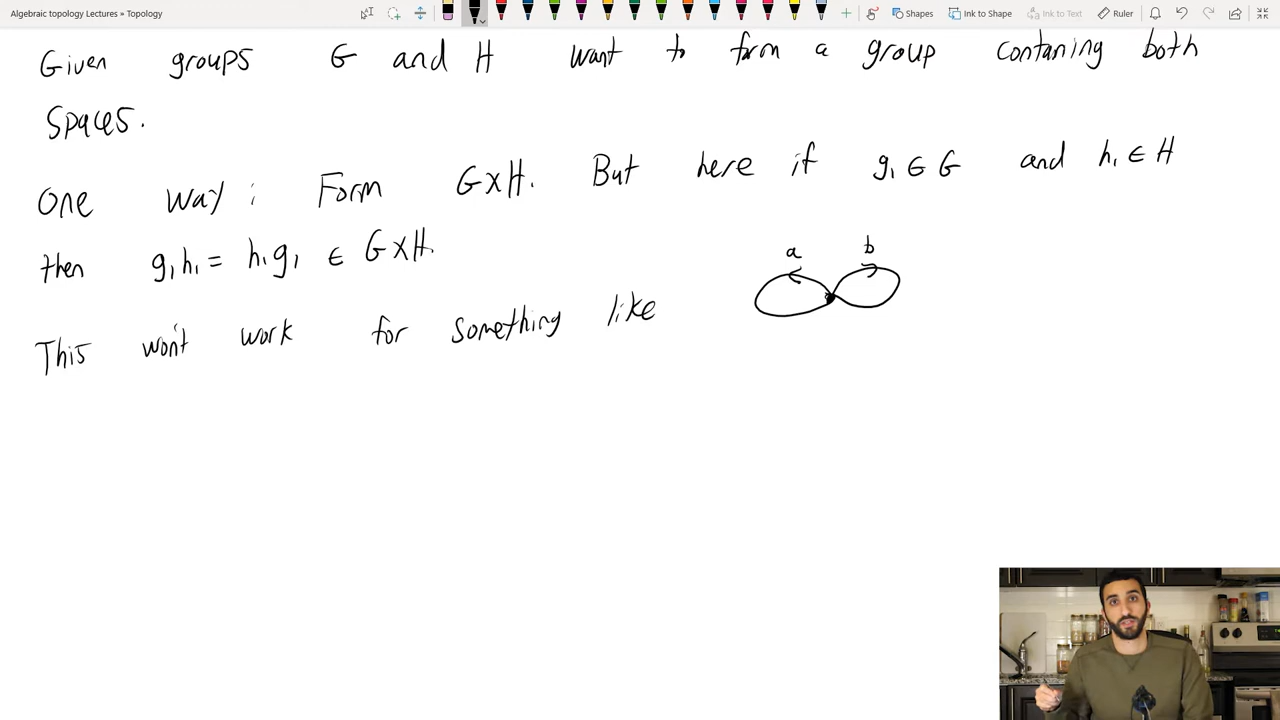 Algebraic topology Lectures » Topology
Shapes
Ink to Shape
Ink to Text
Ruler
Given groups G and H want to form a group containing both
spaces.
One way: Form G×H. But here if g₁ ∈ G and h₁ ∈ H
then g₁h₁ = h₁g₁ ∈ G×H.
a b
This won't work for something like